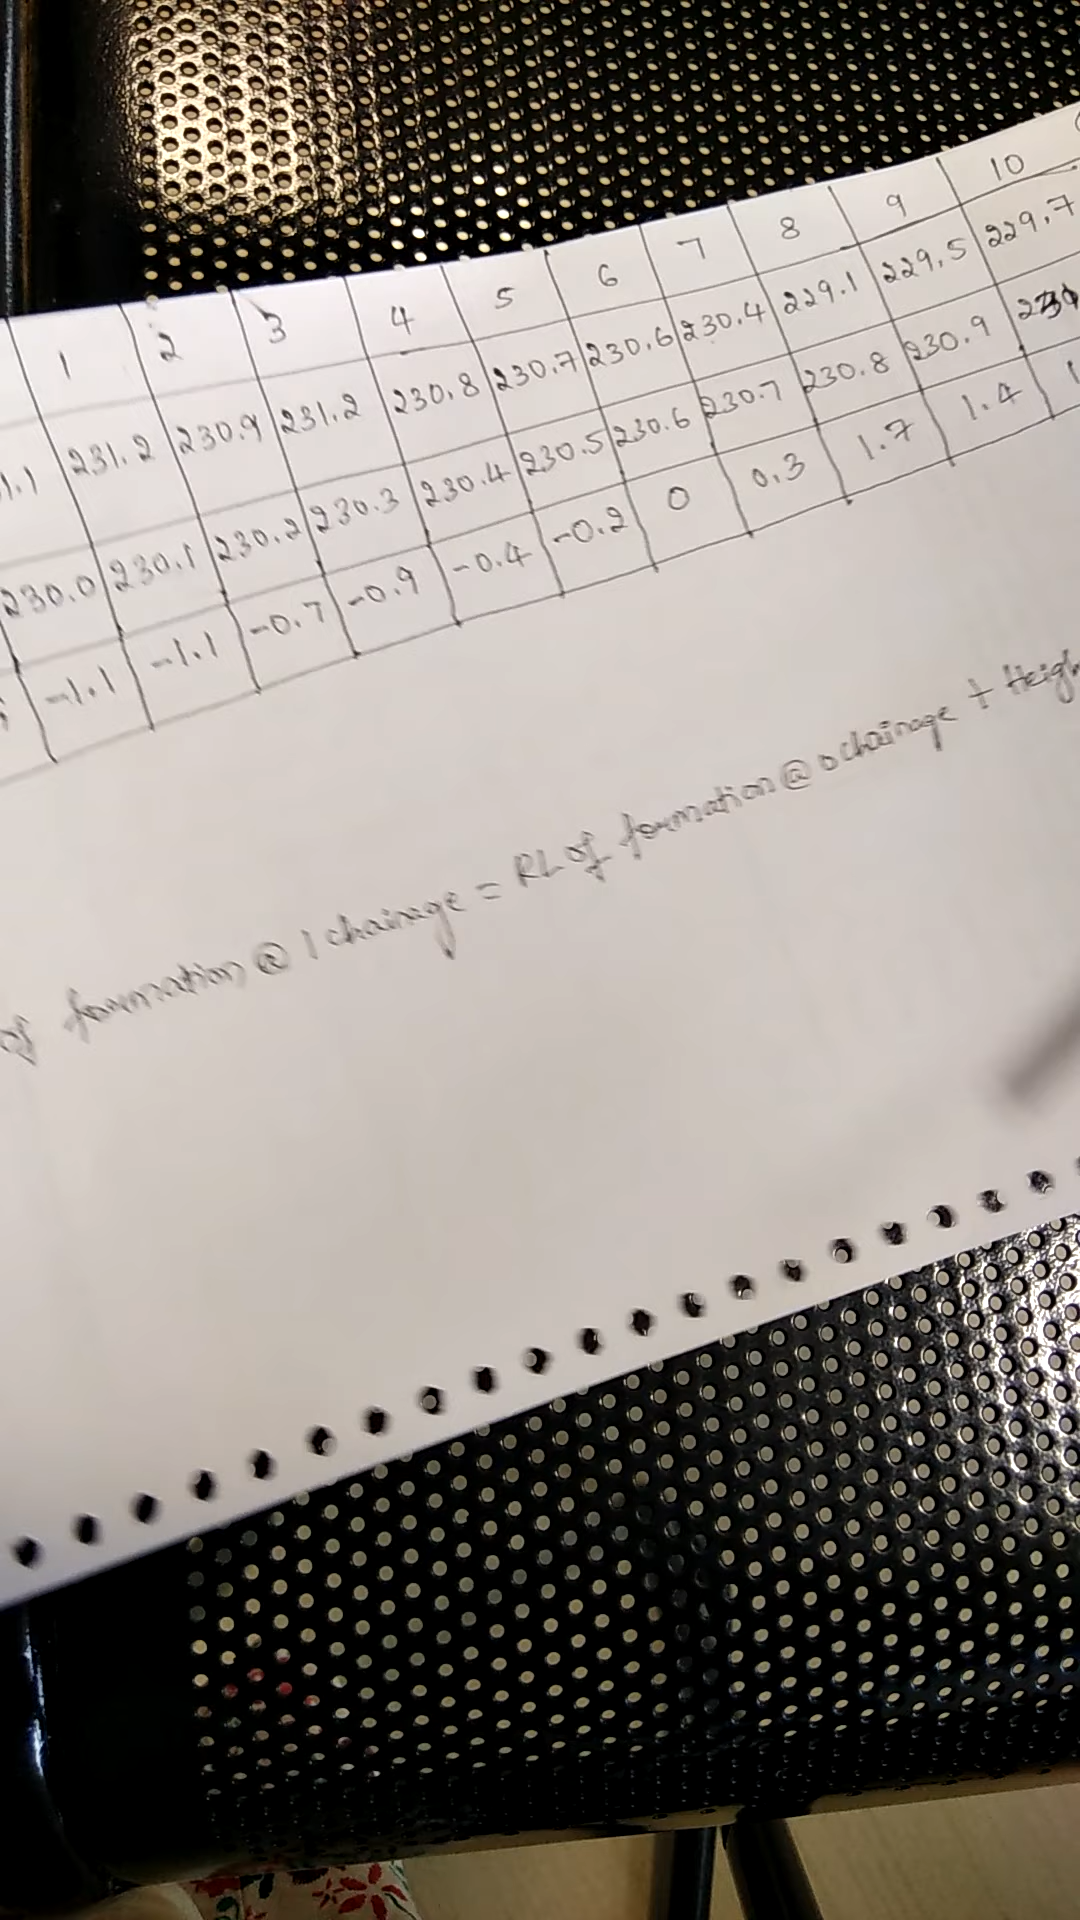 1 2 3 4 5 6 7 8 9 10
1.1 231.2 230.9 231.2 230.8 230.7 230.6 230.4 229.1 229.5 229.7
230.0 230.1 230.2 230.3 230.4 230.5 230.6 230.7 230.8 230.9
-1.1 -1.1 -0.7 -0.9 -0.4 -0.2 0 0.3 1.7 1.4
of formation @ 1 chainage = RL of formation @ 0 chainage + Heigh